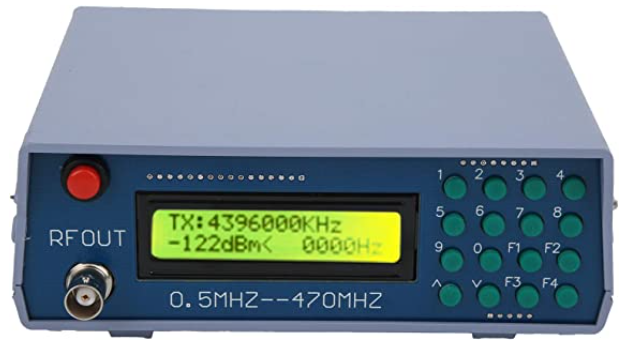 1 2 3 4
TX:4396000KHz
5 6 7 8
RFOUT
-122dBm< 0000Hz
9 0 F1 F2
0.5MHZ--470MHZ
^ v F3 F4